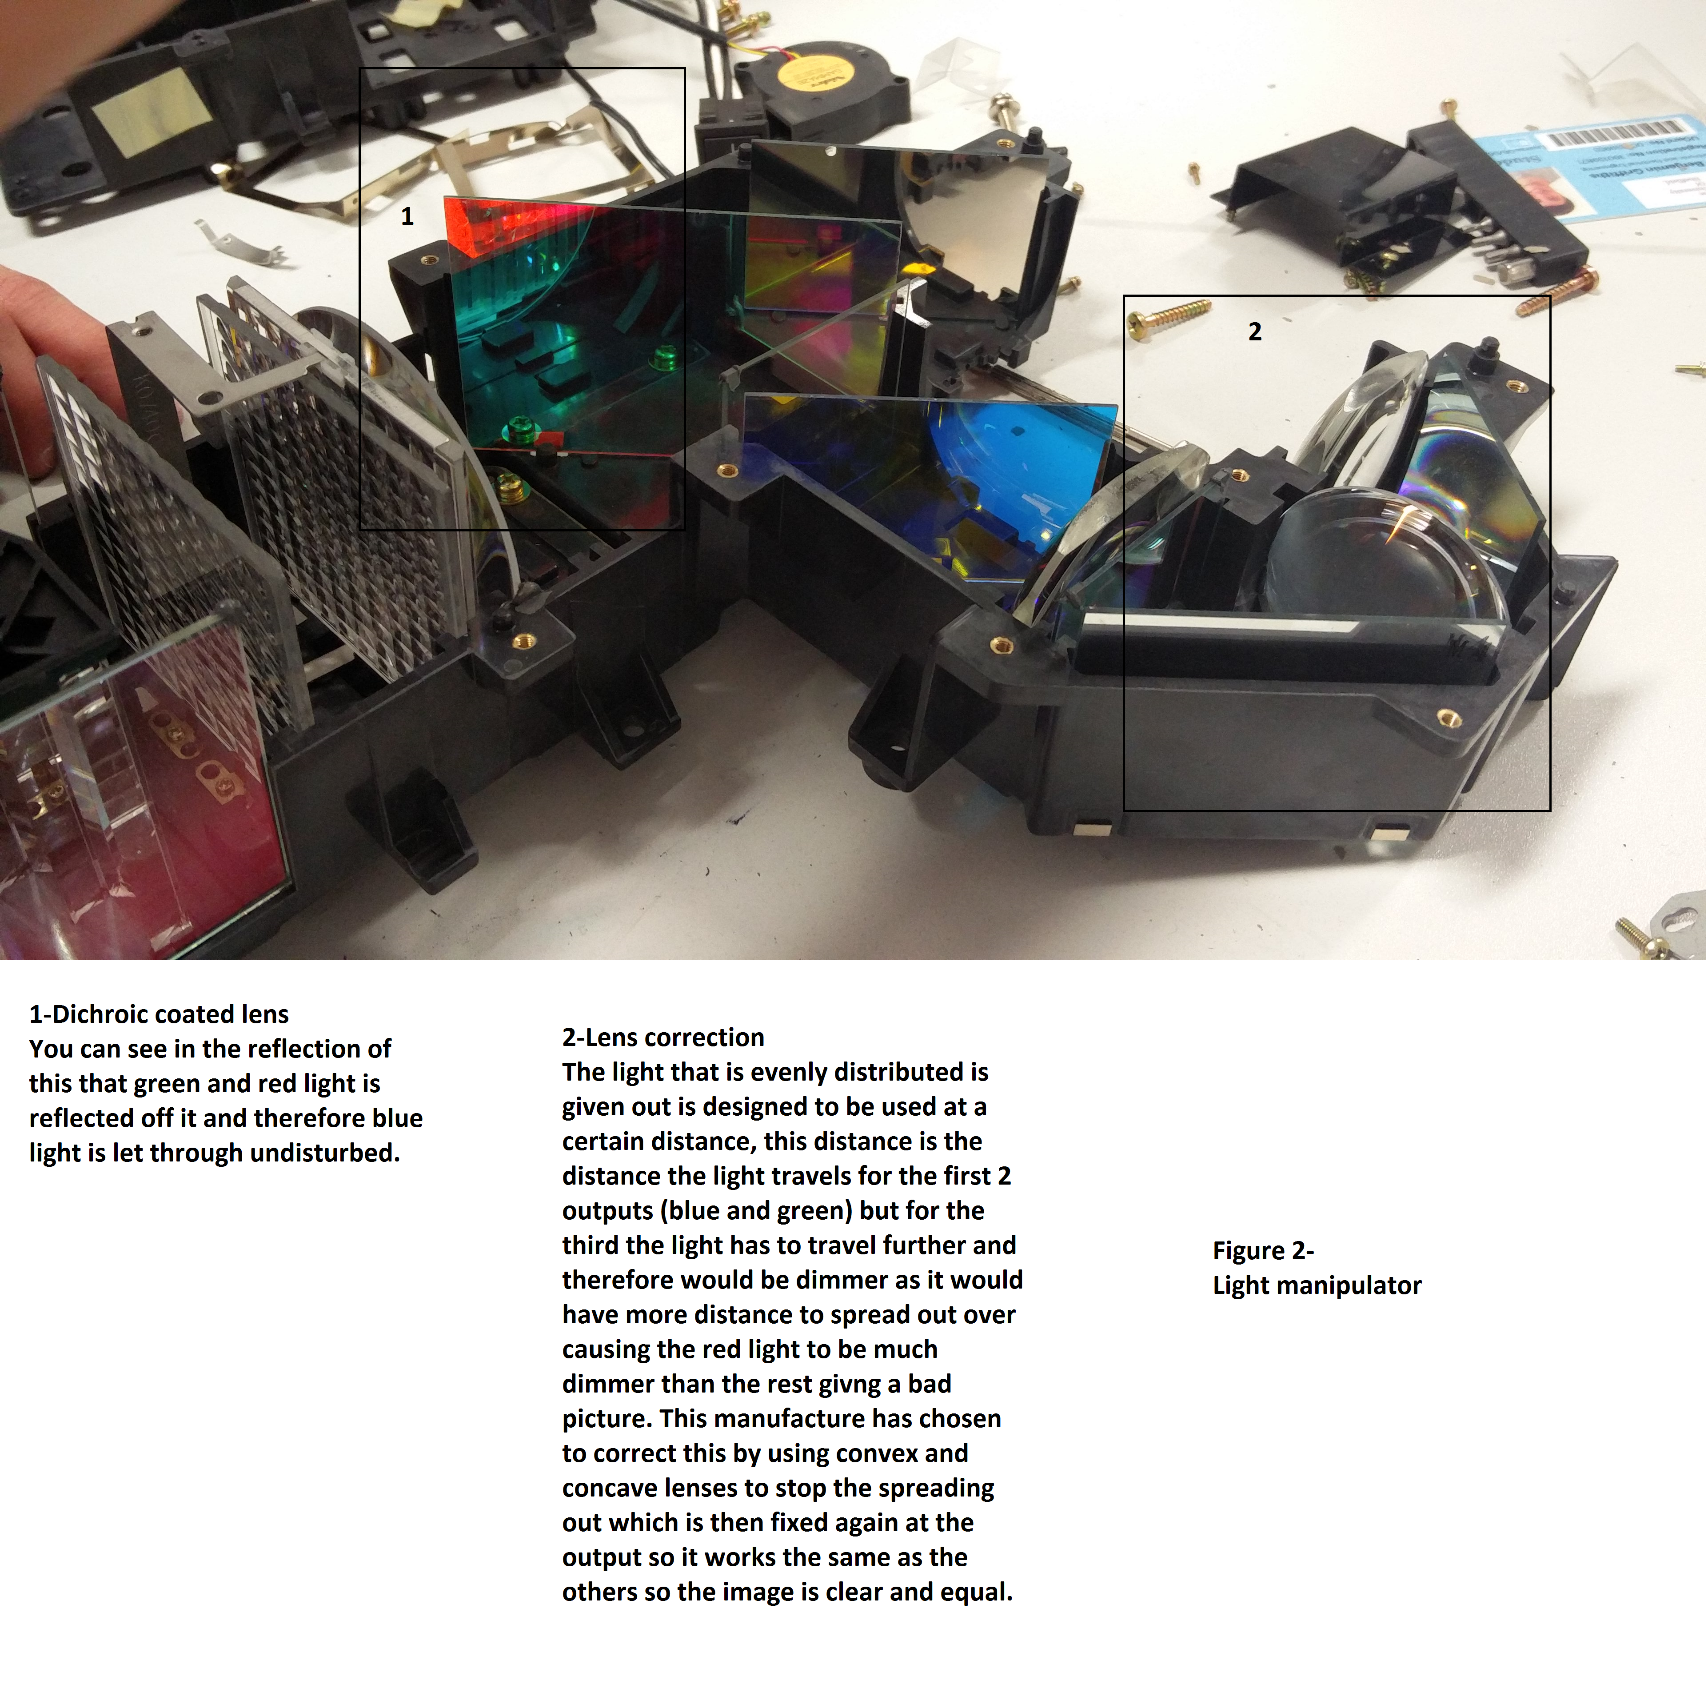 1
2
Benjamin Griffiths
1-Dichroic coated lens
You can see in the reflection of
this that green and red light is
reflected off it and therefore blue
light is let through undisturbed.
2-Lens correction
The light that is evenly distributed is
given out is designed to be used at a
certain distance, this distance is the
distance the light travels for the first 2
outputs (blue and green) but for the
third the light has to travel further and
therefore would be dimmer as it would
have more distance to spread out over
causing the red light to be much
dimmer than the rest givng a bad
picture. This manufacture has chosen
to correct this by using convex and
concave lenses to stop the spreading
out which is then fixed again at the
output so it works the same as the
others so the image is clear and equal.
Figure 2-
Light manipulator